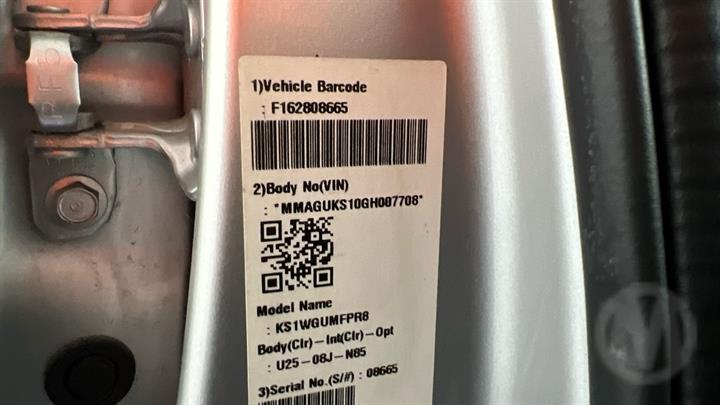 1)Vehicle Barcode
: F162808665
2)Body No(VIN)
: *MMAGUKS10GH007708*
Model Name
: KS1WGUMFPR8
Body(Clr)-Int(Clr)-Opt
: U25-08J-N85
3)Serial No.(S/#) : 08665